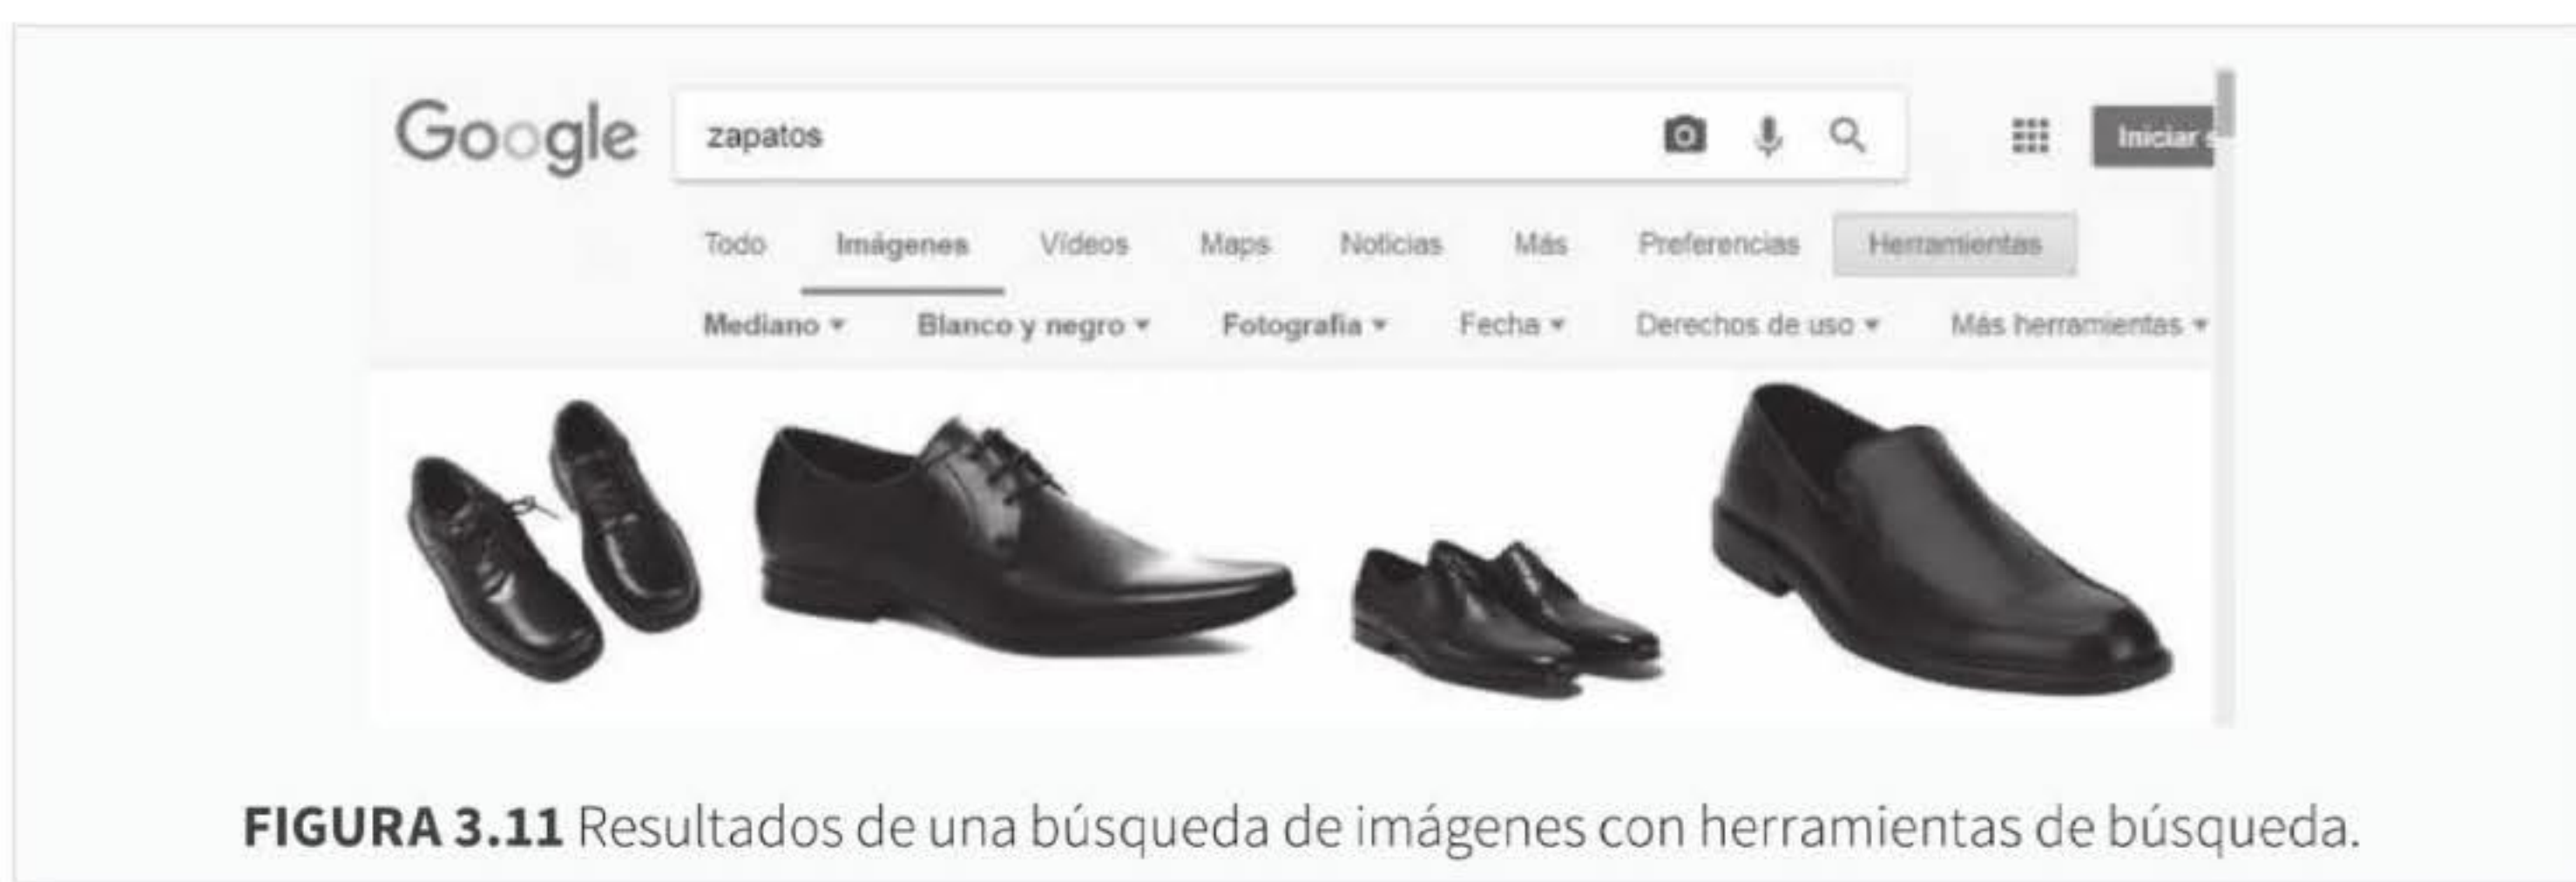 Google zapatos Iniciar s
Todo Imágenes Vídeos Maps Noticias Más Preferencias Herramientas
Mediano Blanco y negro Fotografía Fecha Derechos de uso Más herramientas
FIGURA 3.11 Resultados de una búsqueda de imágenes con herramientas de búsqueda.